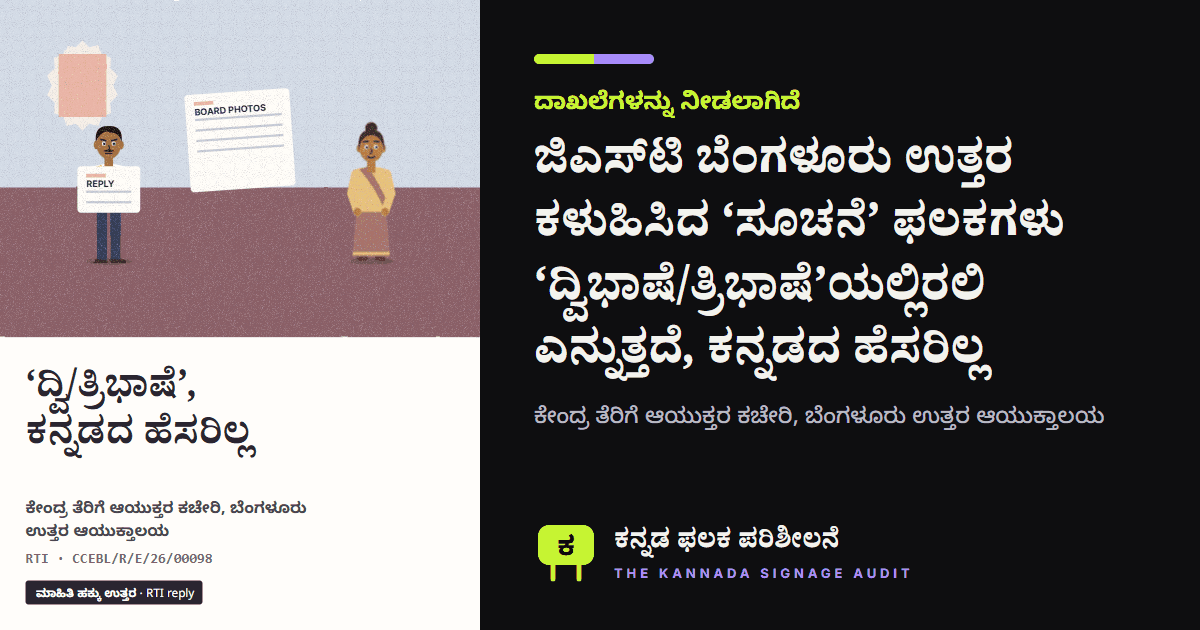 BOARD PHOTOS
REPLY
‘ದ್ವಿ/ತ್ರಿಭಾಷೆ’,
ಕನ್ನಡದ ಹೆಸರಿಲ್ಲ
ಕೇಂದ್ರ ತೆರಿಗೆ ಆಯುಕ್ತರ ಕಚೇರಿ, ಬೆಂಗಳೂರು
ಉತ್ತರ ಆಯುಕ್ತಾಲಯ
RTI · CCEBL/R/E/26/00098
ಮಾಹಿತಿ ಹಕ್ಕು ಉತ್ತರ · RTI reply
ದಾಖಲೆಗಳನ್ನು ನೀಡಲಾಗಿದೆ
ಜಿಎಸ್‌ಟಿ ಬೆಂಗಳೂರು ಉತ್ತರ
ಕಳುಹಿಸಿದ ‘ಸೂಚನೆ’ ಫಲಕಗಳು
‘ದ್ವಿಭಾಷೆ/ತ್ರಿಭಾಷೆ’ಯಲ್ಲಿರಲಿ
ಎನ್ನುತ್ತದೆ, ಕನ್ನಡದ ಹೆಸರಿಲ್ಲ
ಕೇಂದ್ರ ತೆರಿಗೆ ಆಯುಕ್ತರ ಕಚೇರಿ, ಬೆಂಗಳೂರು ಉತ್ತರ ಆಯುಕ್ತಾಲಯ
ಕ
ಕನ್ನಡ ಫಲಕ ಪರಿಶೀಲನೆ
THE KANNADA SIGNAGE AUDIT